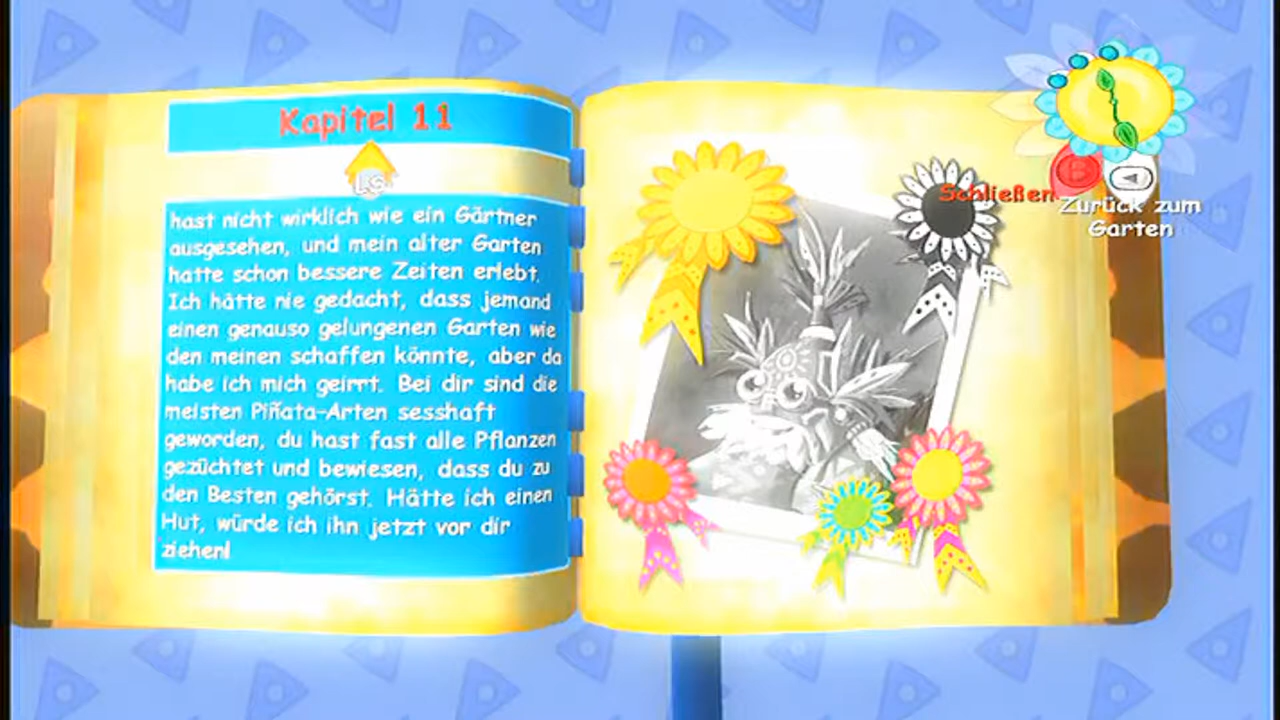 Kapitel 11
LS
hast nicht wirklich wie ein Gärtner
ausgesehen, und mein alter Garten
hatte schon bessere Zeiten erlebt.
Ich hätte nie gedacht, dass jemand
einen genauso gelungenen Garten wie
den meinen schaffen könnte, aber da
habe ich mich geirrt. Bei dir sind die
meisten Piñata-Arten sesshaft
geworden, du hast fast alle Pflanzen
gezüchtet und bewiesen, dass du zu
den Besten gehörst. Hätte ich einen
Hut, würde ich ihn jetzt vor dir
ziehen!
Schließen B
Zurück zum
Garten